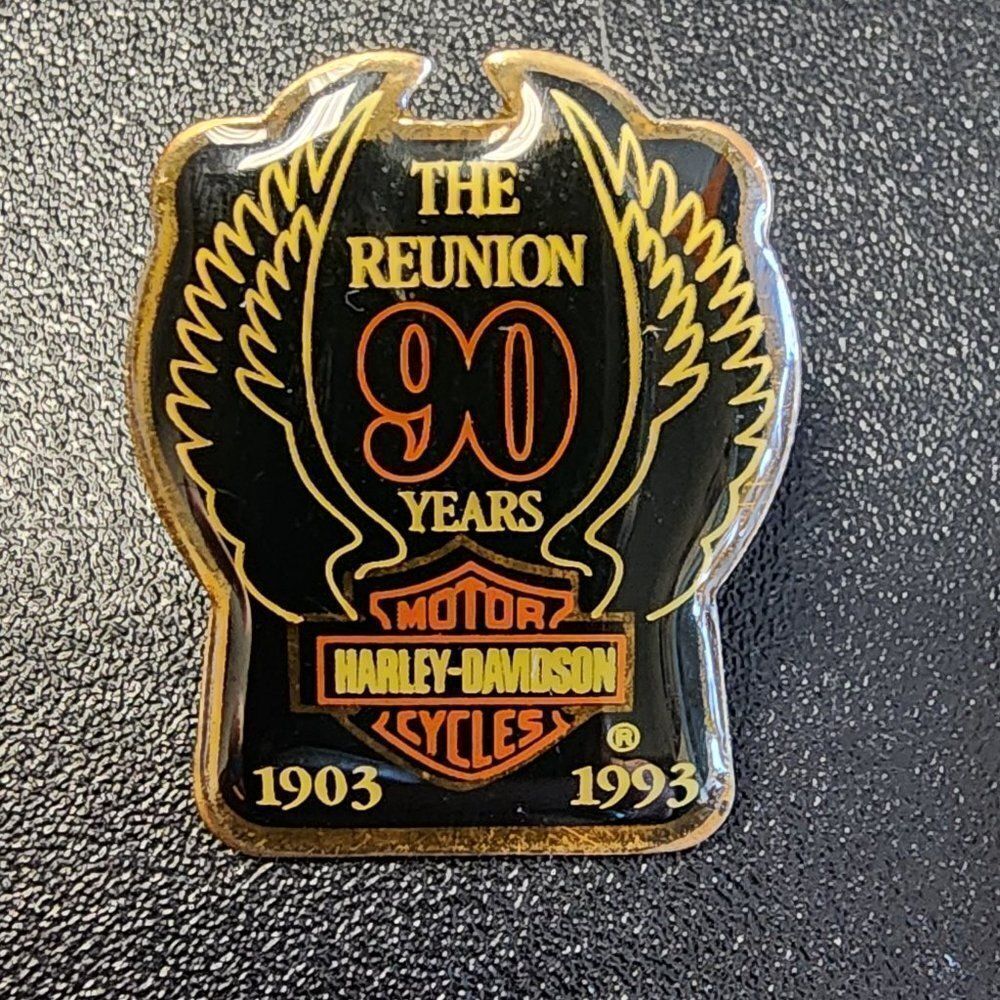 THE
REUNION
90
YEARS
MOTOR
HARLEY-DAVIDSON
CYCLES
®
1903 1993